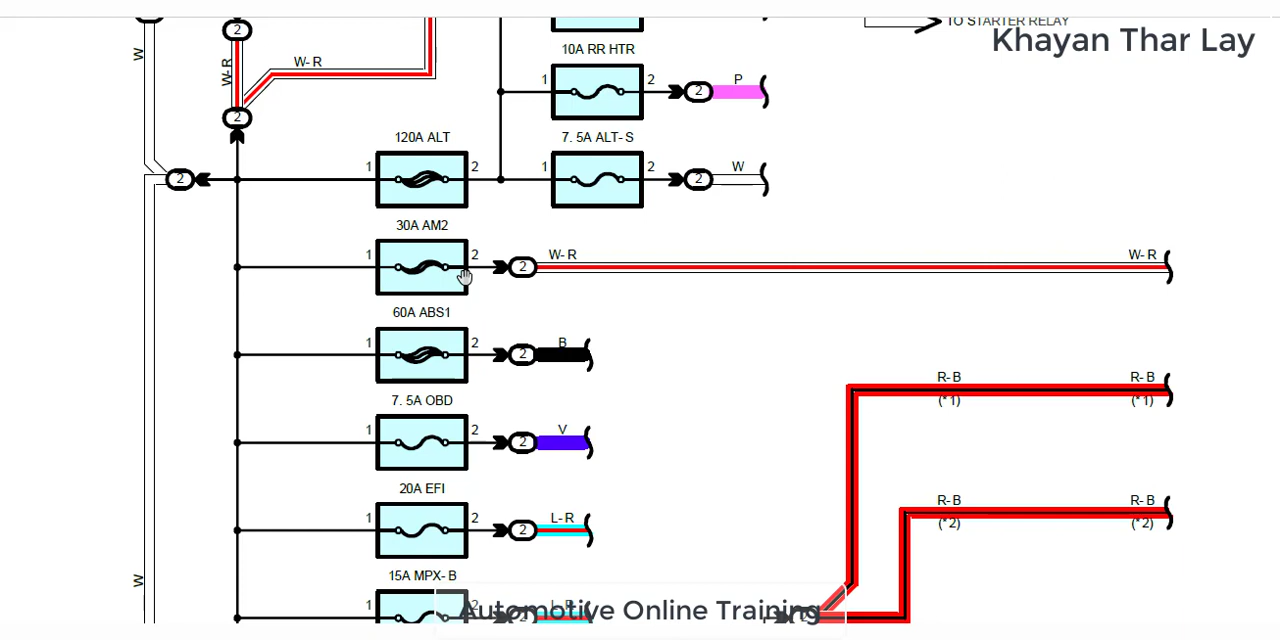 TO STARTER RELAY
Khayan Thar Lay
10A RR HTR
1 2 P
2
W
W-R
W-R
2
2
120A ALT
7.5A ALT-S
1 2 1 2 W
2 2
30A AM2
1 2 W-R W-R
2
60A ABS1
1 2 B
2
R-B R-B
(*1) (*1)
7.5A OBD
1 2 V
2
20A EFI
1 2 L-R
2
R-B R-B
(*2) (*2)
15A MPX-B
W
1
Automotive Online Training